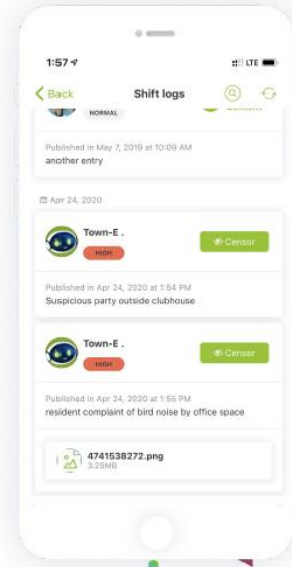 1:57
LTE
Back
Shift logs
NORMAL
Published in May 7, 2019 at 10:09 AM
another entry
Apr 24, 2020
Town-E .
HIGH
Censor
Published in Apr 24, 2020 at 1:54 PM
Suspicious party outside clubhouse
Town-E .
HIGH
Censor
Published in Apr 24, 2020 at 1:55 PM
resident complaint of bird noise by office space
4741538272.png
3.25MB